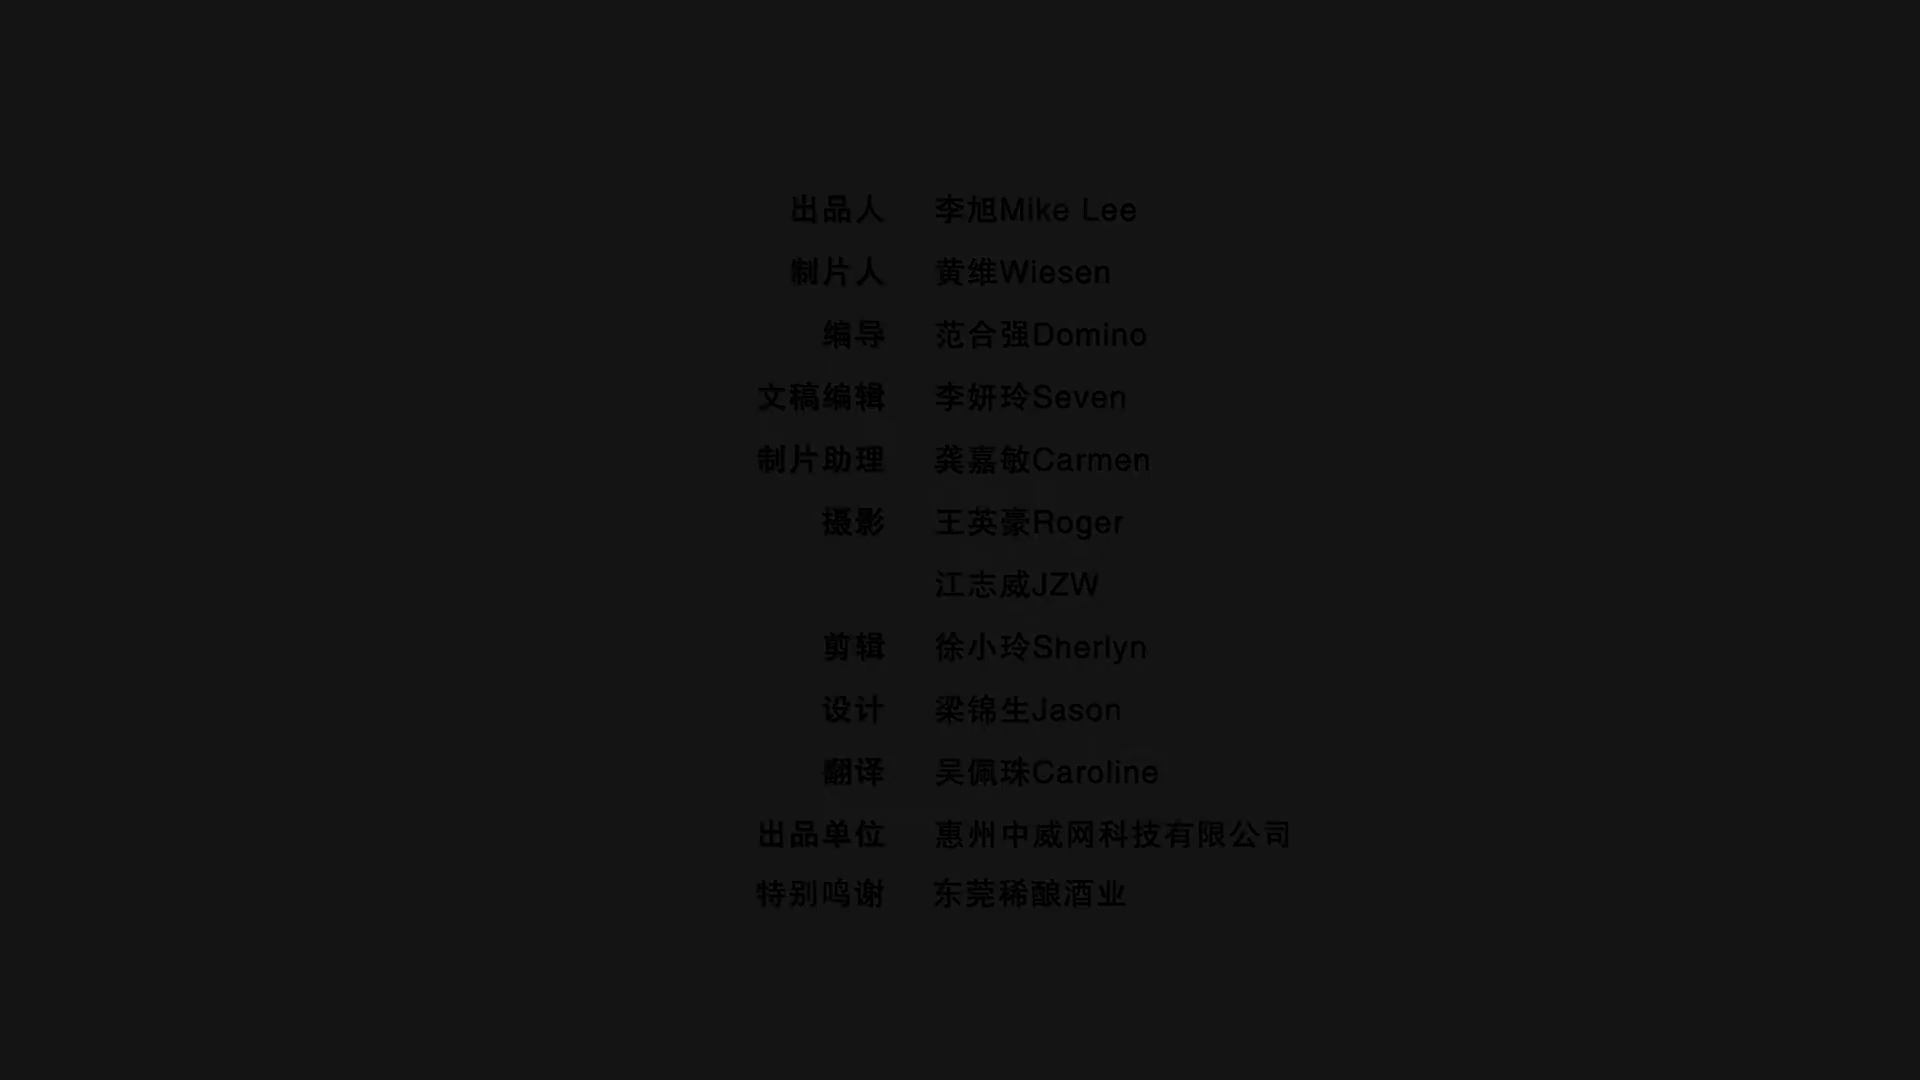 出品人 李旭Mike Lee
制片人 黄维Wiesen
编导 范合强Domino
文稿编辑 李妍玲Seven
制片助理 龚嘉敏Carmen
摄影 王英豪Roger
江志威JZW
剪辑 徐小玲Sherlyn
设计 梁锦生Jason
翻译 吴佩珠Caroline
出品单位 惠州中威网科技有限公司
特别鸣谢 东莞稀酿酒业